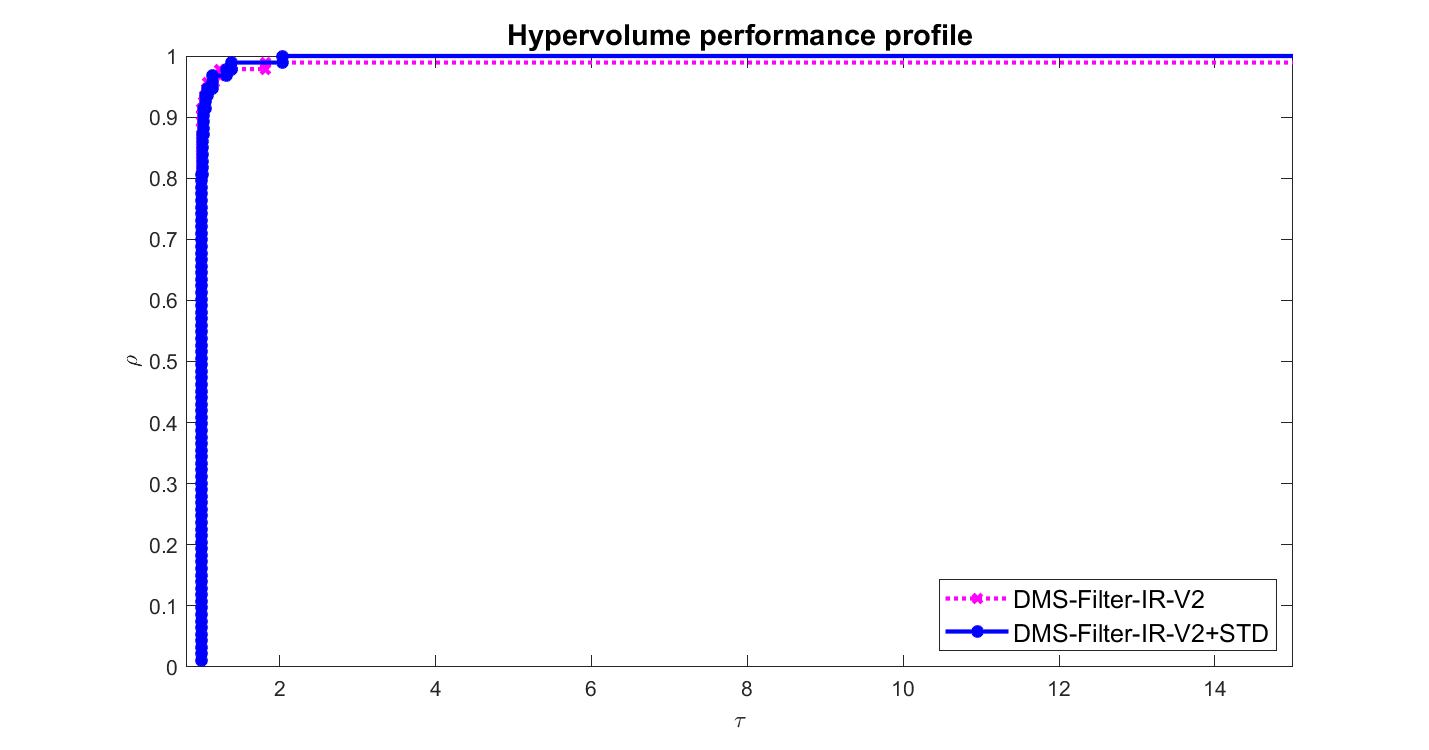 Hypervolume performance profile
1
0.9
0.8
0.7
0.6
0.5
0.4
0.3
0.2
0.1
0
ρ
2 4 6 8 10 12 14
τ
DMS-Filter-IR-V2
DMS-Filter-IR-V2+STD